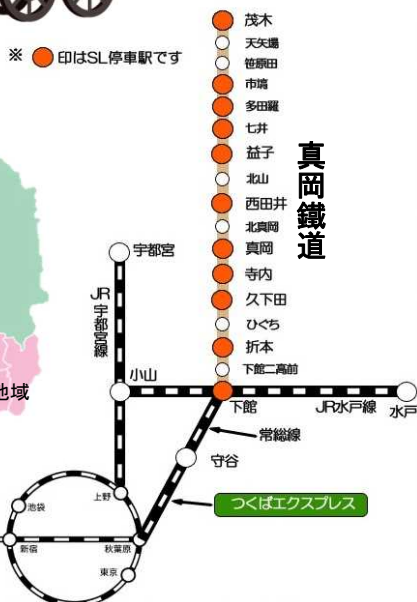 ※ 印はSL停車駅です
茂木
天矢場
笹原田
市塙
多田羅
七井
益子
北山
西田井
北真岡
真岡
寺内
久下田
ひぐち
折本
下館二高前
下館
真岡鐵道
宇都宮
JR宇都宮線
小山
JR水戸線
水戸
地域
常総線
守谷
つくばエクスプレス
上野
池袋
新宿
秋葉原
東京